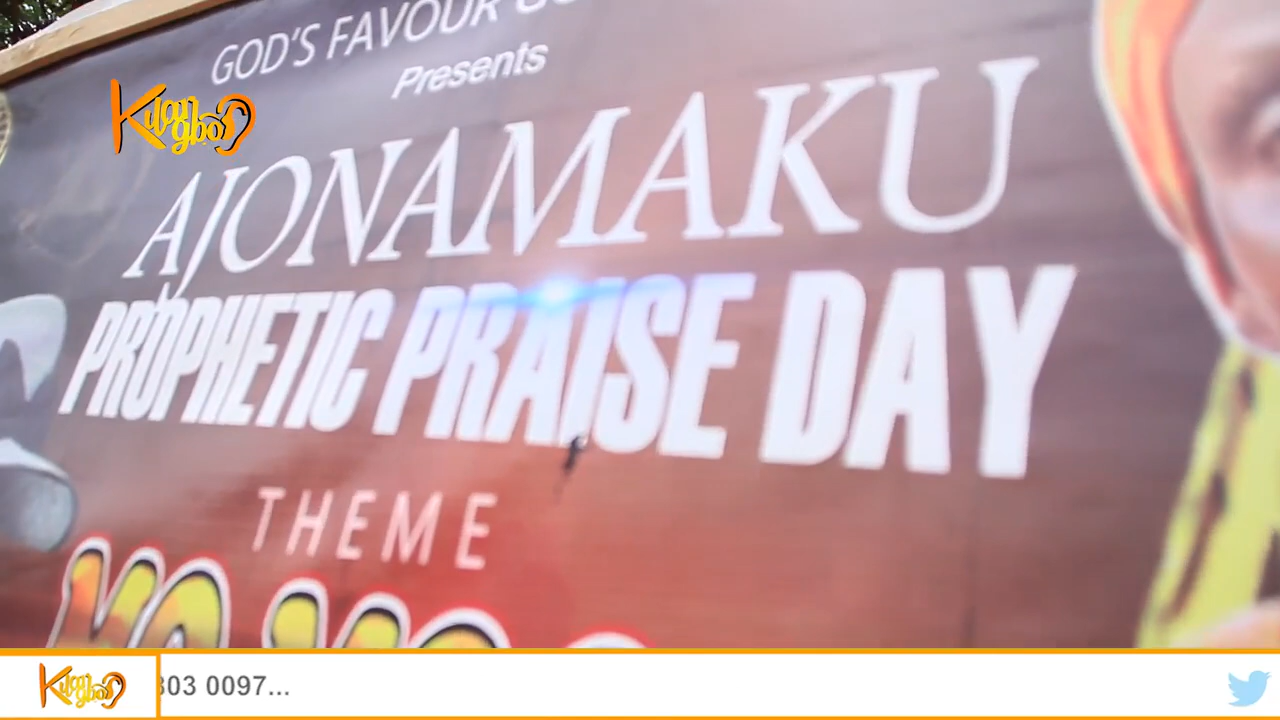 GOD'S FAVOUR
Presents
AJONAMAKU
PROPHETIC PRAISE DAY
THEME
303 0097...